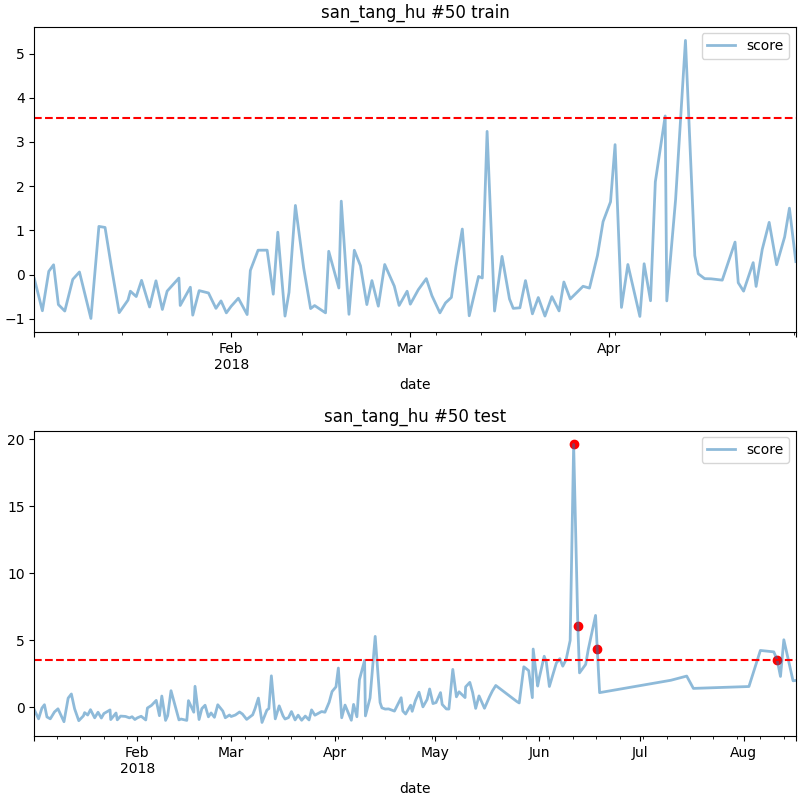 san_tang_hu #50 train
score
5
4
3
2
1
0
−1
Feb
2018
Mar
Apr
date
san_tang_hu #50 test
score
20
15
10
5
0
Feb
2018
Mar
Apr
May
Jun
Jul
Aug
date